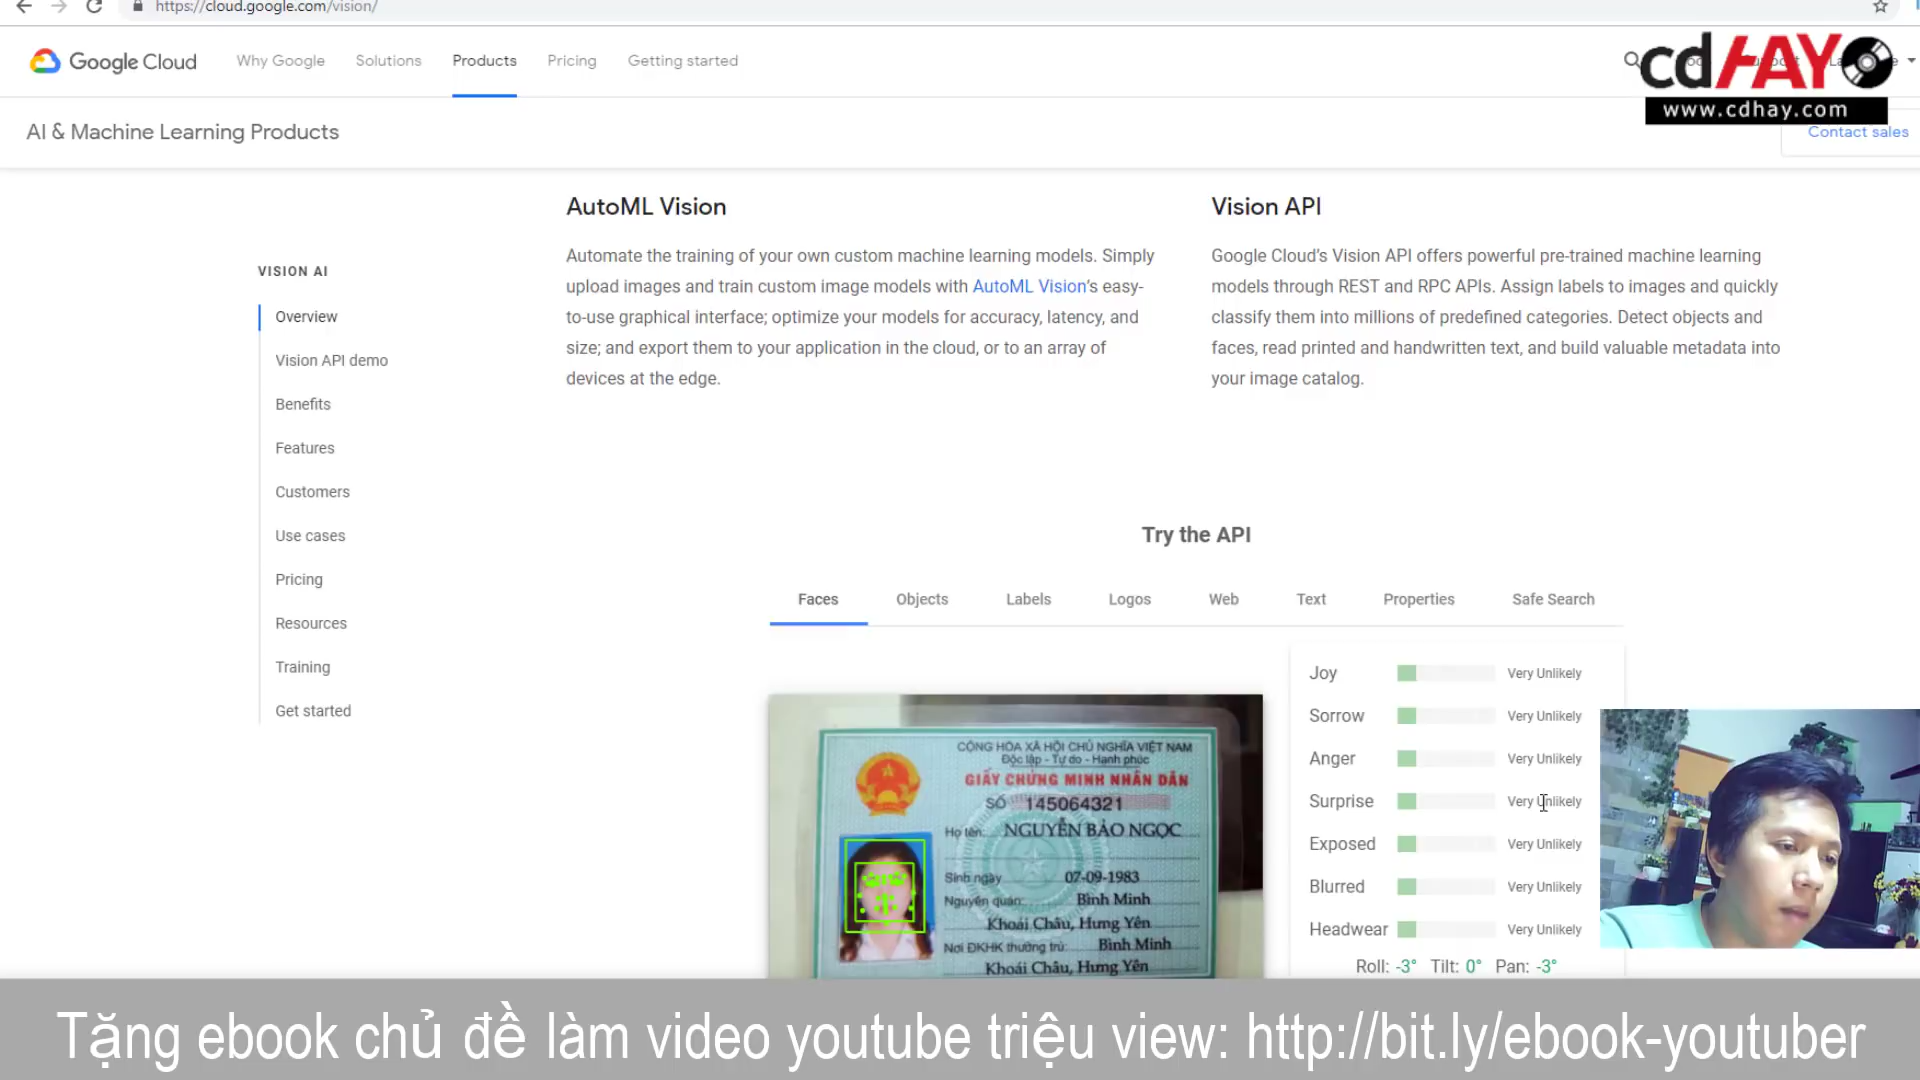 https://cloud.google.com/vision/
Google Cloud
Why Google
Solutions
Products
Pricing
Getting started
cdHAY
www.cdhay.com
AI & Machine Learning Products
Contact sales
VISION AI
Overview
Vision API demo
Benefits
Features
Customers
Use cases
Pricing
Resources
Training
Get started
AutoML Vision
Automate the training of your own custom machine learning models. Simply
upload images and train custom image models with AutoML Vision's easy-
to-use graphical interface; optimize your models for accuracy, latency, and
size; and export them to your application in the cloud, or to an array of
devices at the edge.
Vision API
Google Cloud's Vision API offers powerful pre-trained machine learning
models through REST and RPC APIs. Assign labels to images and quickly
classify them into millions of predefined categories. Detect objects and
faces, read printed and handwritten text, and build valuable metadata into
your image catalog.
Try the API
Faces
Objects
Labels
Logos
Web
Text
Properties
Safe Search
CỘNG HÒA XÃ HỘI CHỦ NGHĨA VIỆT NAM
Độc lập - Tự do - Hạnh phúc
GIẤY CHỨNG MINH NHÂN DÂN
SỐ 145064321
Họ tên: NGUYỄN BẢO NGỌC
Sinh ngày 07-09-1983
Nguyên quán: Bình Minh
Khoái Châu, Hưng Yên
Nơi ĐKHK thường trú: Bình Minh
Khoái Châu, Hưng Yên
Joy Very Unlikely
Sorrow Very Unlikely
Anger Very Unlikely
Surprise Very Unlikely
Exposed Very Unlikely
Blurred Very Unlikely
Headwear Very Unlikely
Roll: -3° Tilt: 0° Pan: -3°
Tặng ebook chủ đề làm video youtube triệu view: http://bit.ly/ebook-youtuber